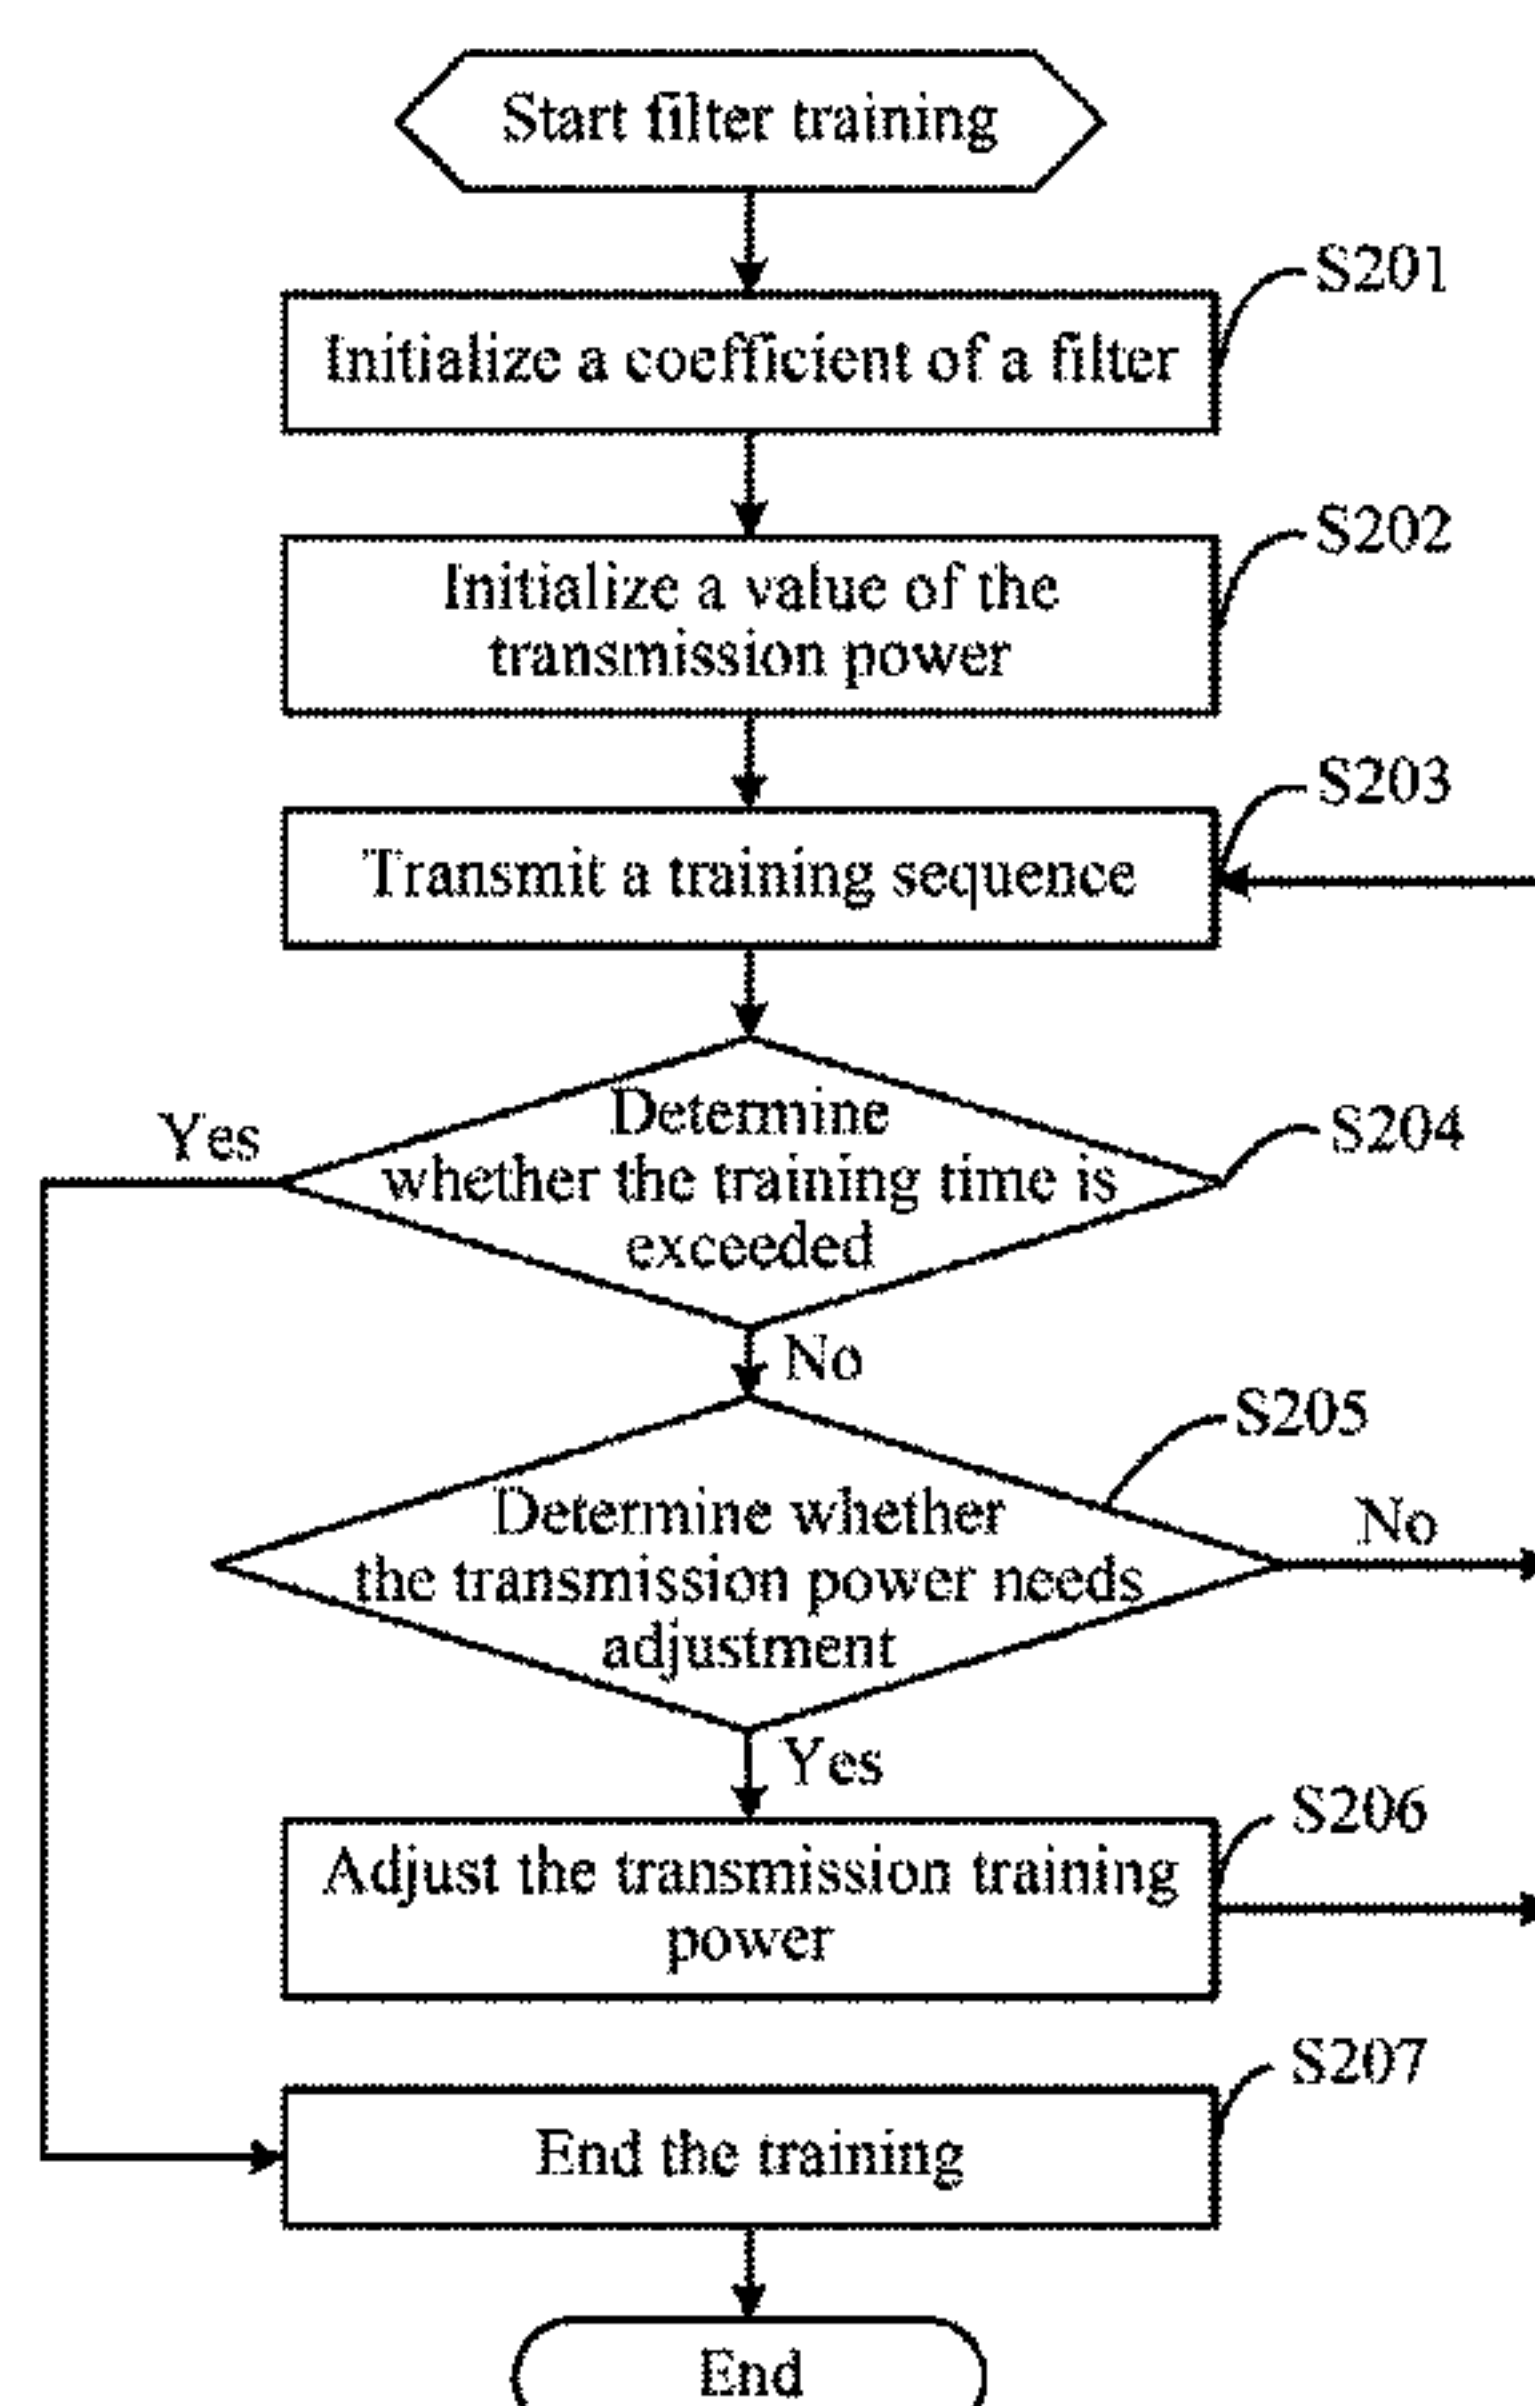 Start filter training
S201
Initialize a coefficient of a filter
S202
Initialize a value of the
transmission power
S203
Transmit a training sequence
Yes
Determine
whether the training time is
exceeded
S204
No
S205
Determine whether
the transmission power needs
adjustment
No
Yes
S206
Adjust the transmission training
power
S207
End the training
End